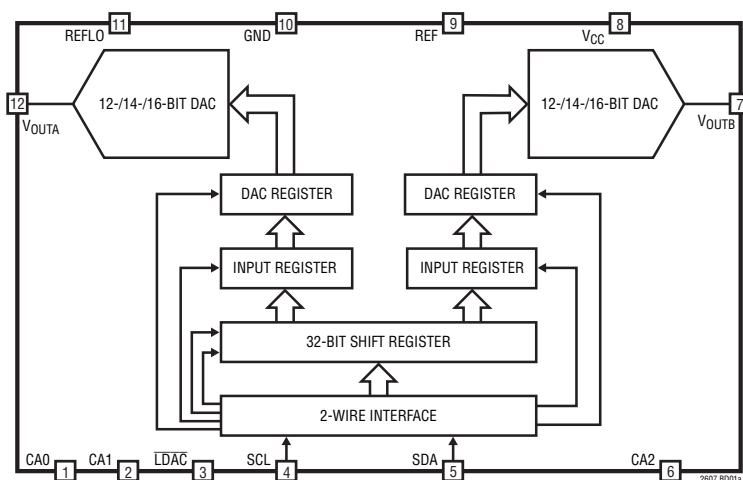 11
10
9
8
REFLO
GND
REF
VCC
12
12-/14-/16-BIT DAC
12-/14-/16-BIT DAC
7
VOUTA
VOUTB
DAC REGISTER
DAC REGISTER
INPUT REGISTER
INPUT REGISTER
32-BIT SHIFT REGISTER
2-WIRE INTERFACE
CA0
CA1
LDAC
SCL
SDA
CA2
1
2
3
4
5
6
2607 BD01a